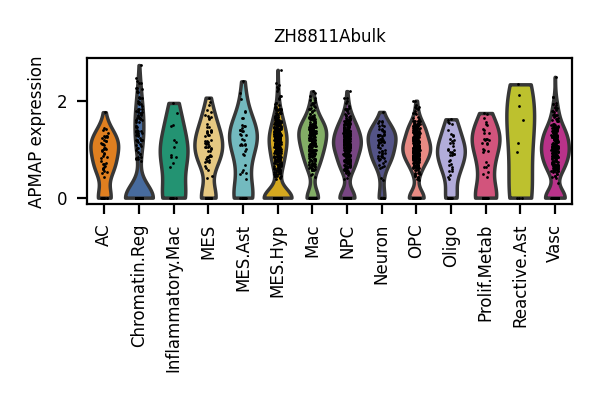 ZH8811Abulk
APMAP expression
2
0
AC
Chromatin.Reg
Inflammatory.Mac
MES
MES.Ast
MES.Hyp
Mac
NPC
Neuron
OPC
Oligo
Prolif.Metab
Reactive.Ast
Vasc